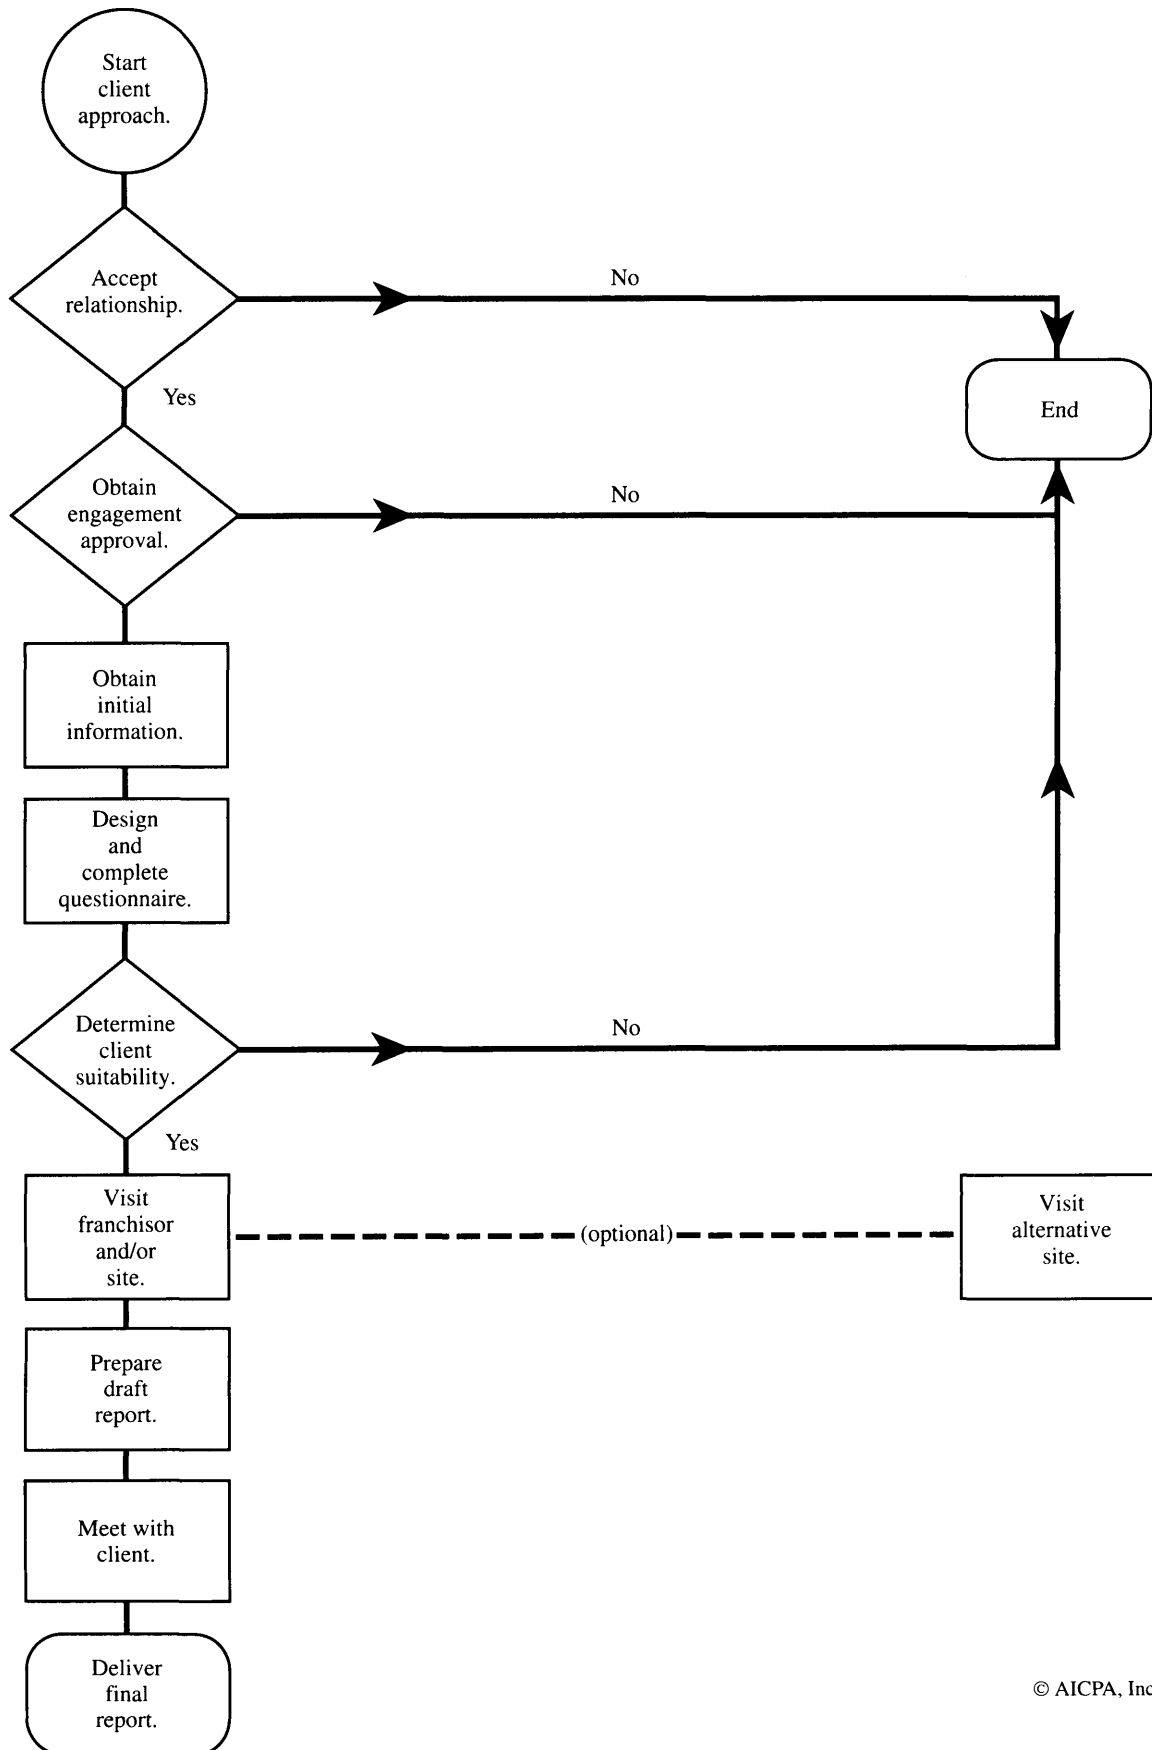 Start
client
approach.
Accept
relationship.
No
End
Yes
Obtain
engagement
approval.
No
Obtain
initial
information.
Design
and
complete
questionnaire.
Determine
client
suitability.
No
Yes
Visit
franchisor
and/or
site.
(optional)
Visit
alternative
site.
Prepare
draft
report.
Meet with
client.
Deliver
final
report.
© AICPA, Inc